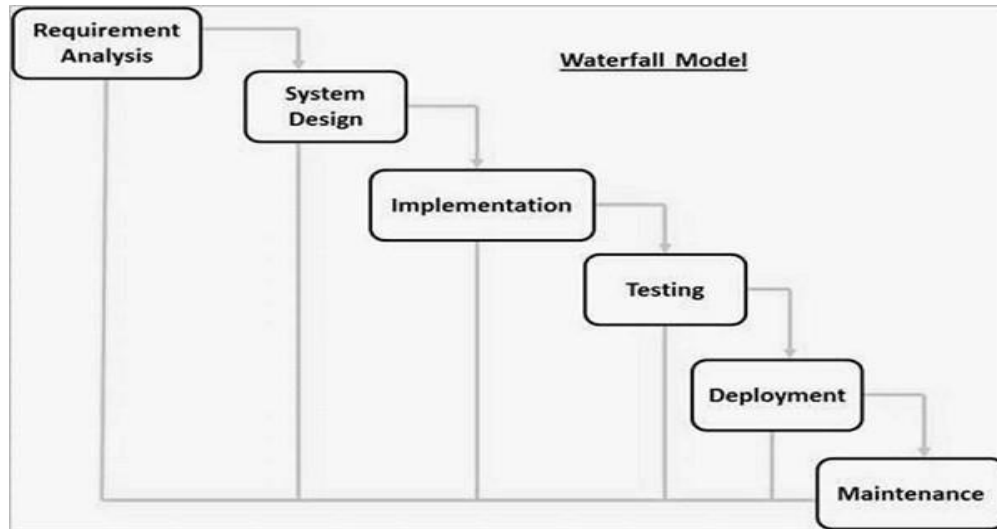 Requirement
Analysis
Waterfall Model
System
Design
Implementation
Testing
Deployment
Maintenance